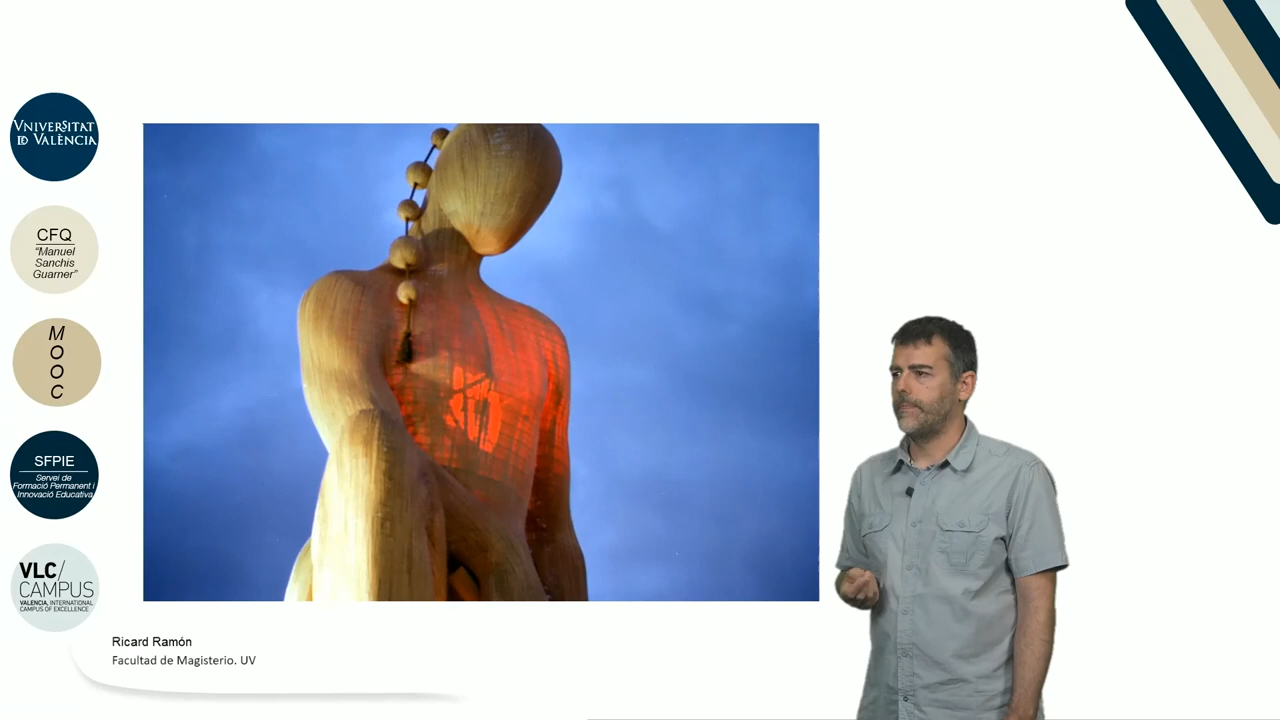 VNIVERSITAT
ID VALÈNCIA
CFQ
"Manuel
Sanchis
Guarner"
M
O
O
C
SFPIE
Servei de
Formació Permanent i
Innovació Educativa
VLC/
CAMPUS
VALENCIA, INTERNATIONAL
CAMPUS OF EXCELLENCE
Ricard Ramón
Facultad de Magisterio. UV